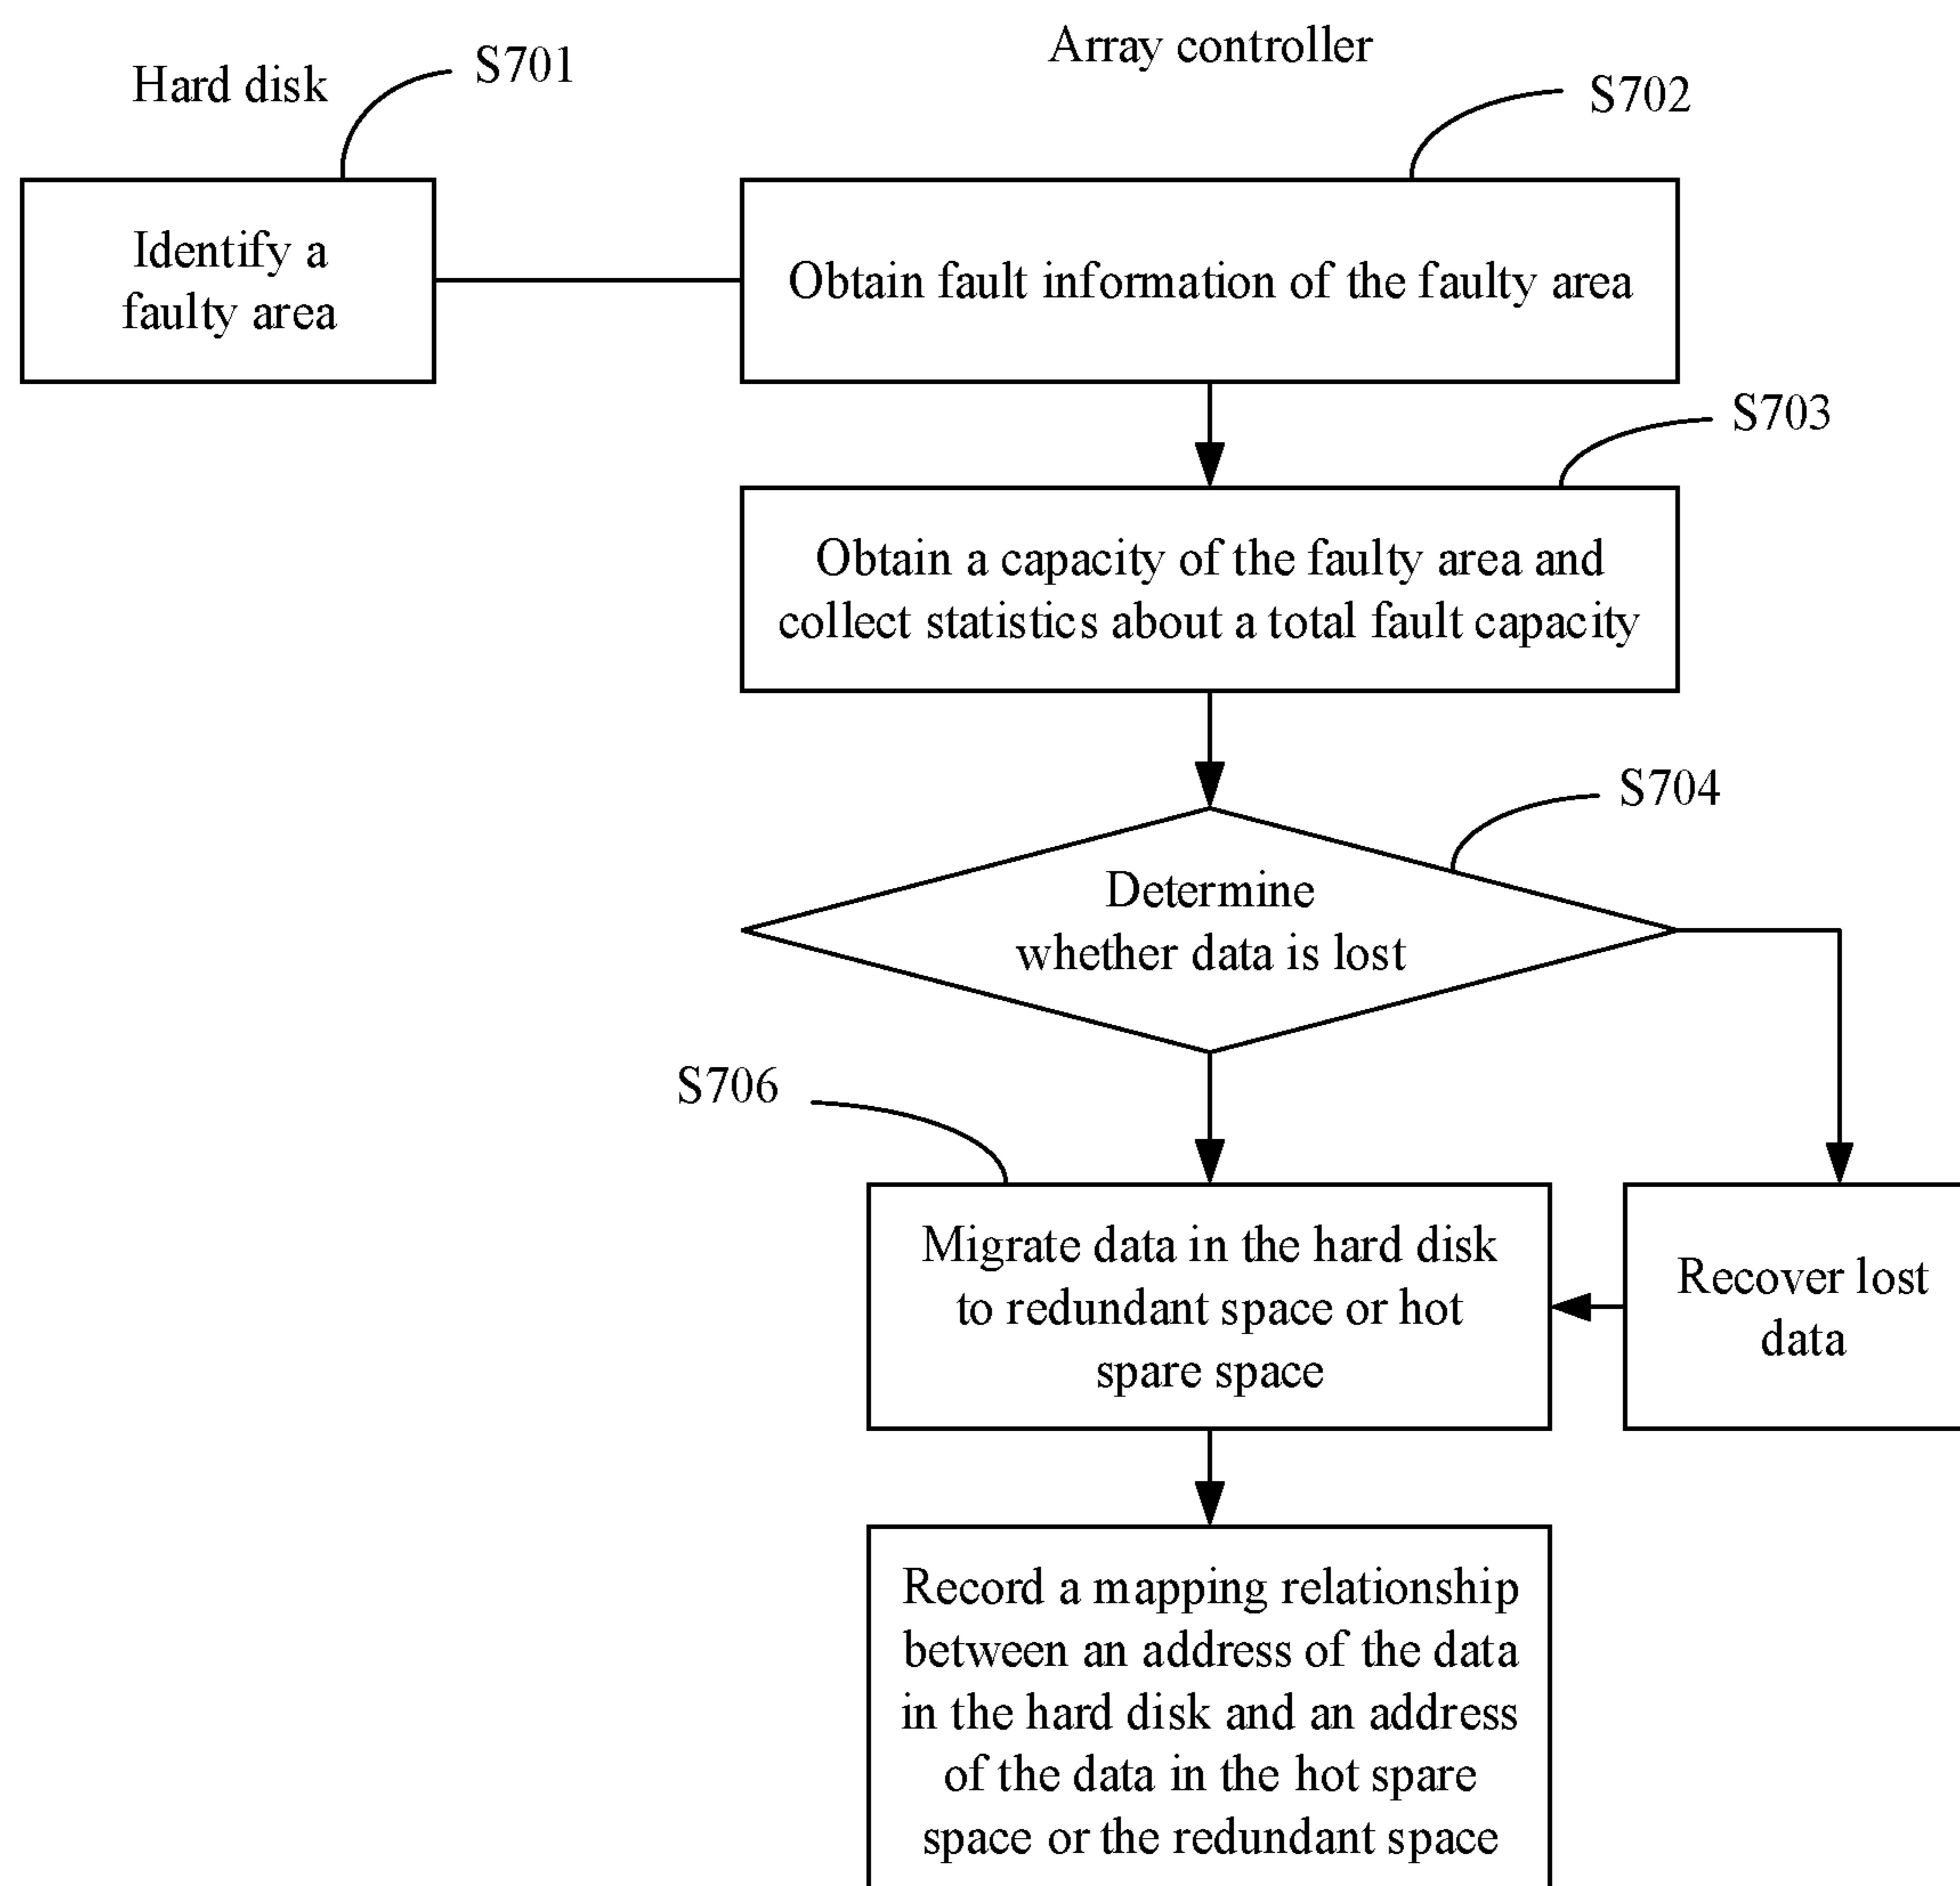 Hard disk
S701
Array controller
S702
Identify a
faulty area
Obtain fault information of the faulty area
S703
Obtain a capacity of the faulty area and
collect statistics about a total fault capacity
S704
Determine
whether data is lost
S706
Migrate data in the hard disk
to redundant space or hot
spare space
Recover lost
data
Record a mapping relationship
between an address of the data
in the hard disk and an address
of the data in the hot spare
space or the redundant space